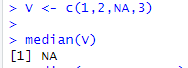 > V <- c(1,2,NA,3)
>
> median(V)
[1] NA